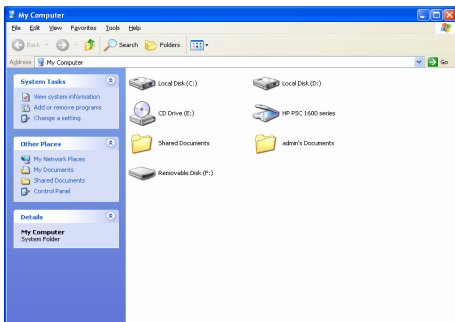 My Computer
File Edit View Favorites Tools Help
Back Search Folders
Address My Computer Go
System Tasks
View system information
Add or remove programs
Change a setting
Other Places
My Network Places
My Documents
Shared Documents
Control Panel
Details
My Computer
System Folder
Local Disk (C:) Local Disk (D:)
CD Drive (E:) HP PSC 1600 series
Shared Documents admin's Documents
Removable Disk (F:)